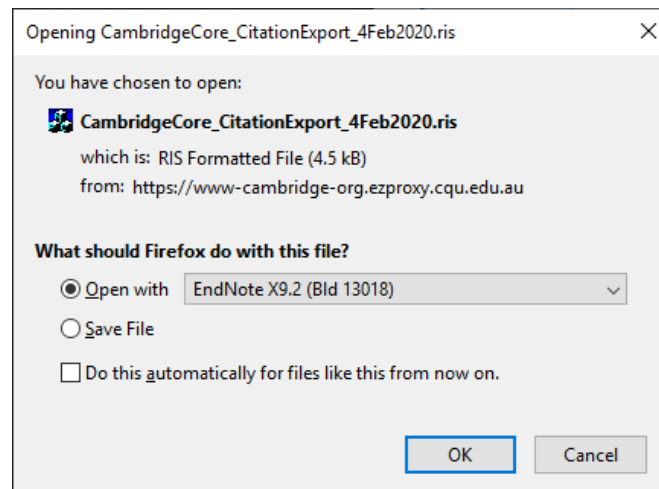 Opening CambridgeCore_CitationExport_4Feb2020.ris
You have chosen to open:
CambridgeCore_CitationExport_4Feb2020.ris
which is: RIS Formatted File (4.5 kB)
from: https://www-cambridge-org.ezproxy.cqu.edu.au
What should Firefox do with this file?
Open with EndNote X9.2 (Bld 13018)
Save File
Do this automatically for files like this from now on.
OK Cancel